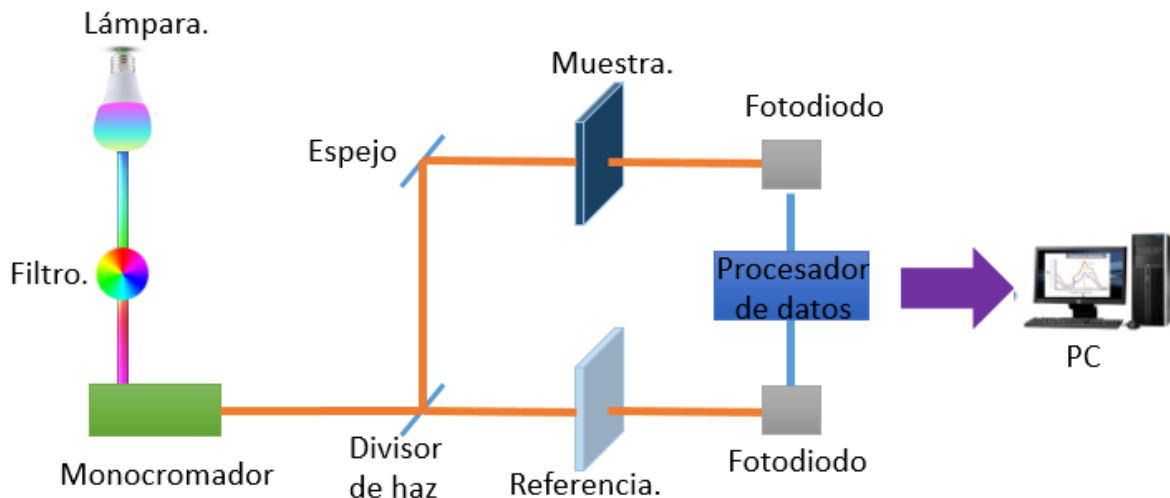 Lámpara.
Muestra.
Fotodiodo
Espejo
Filtro.
Procesador
de datos
PC
Monocromador
Divisor
de haz
Referencia.
Fotodiodo